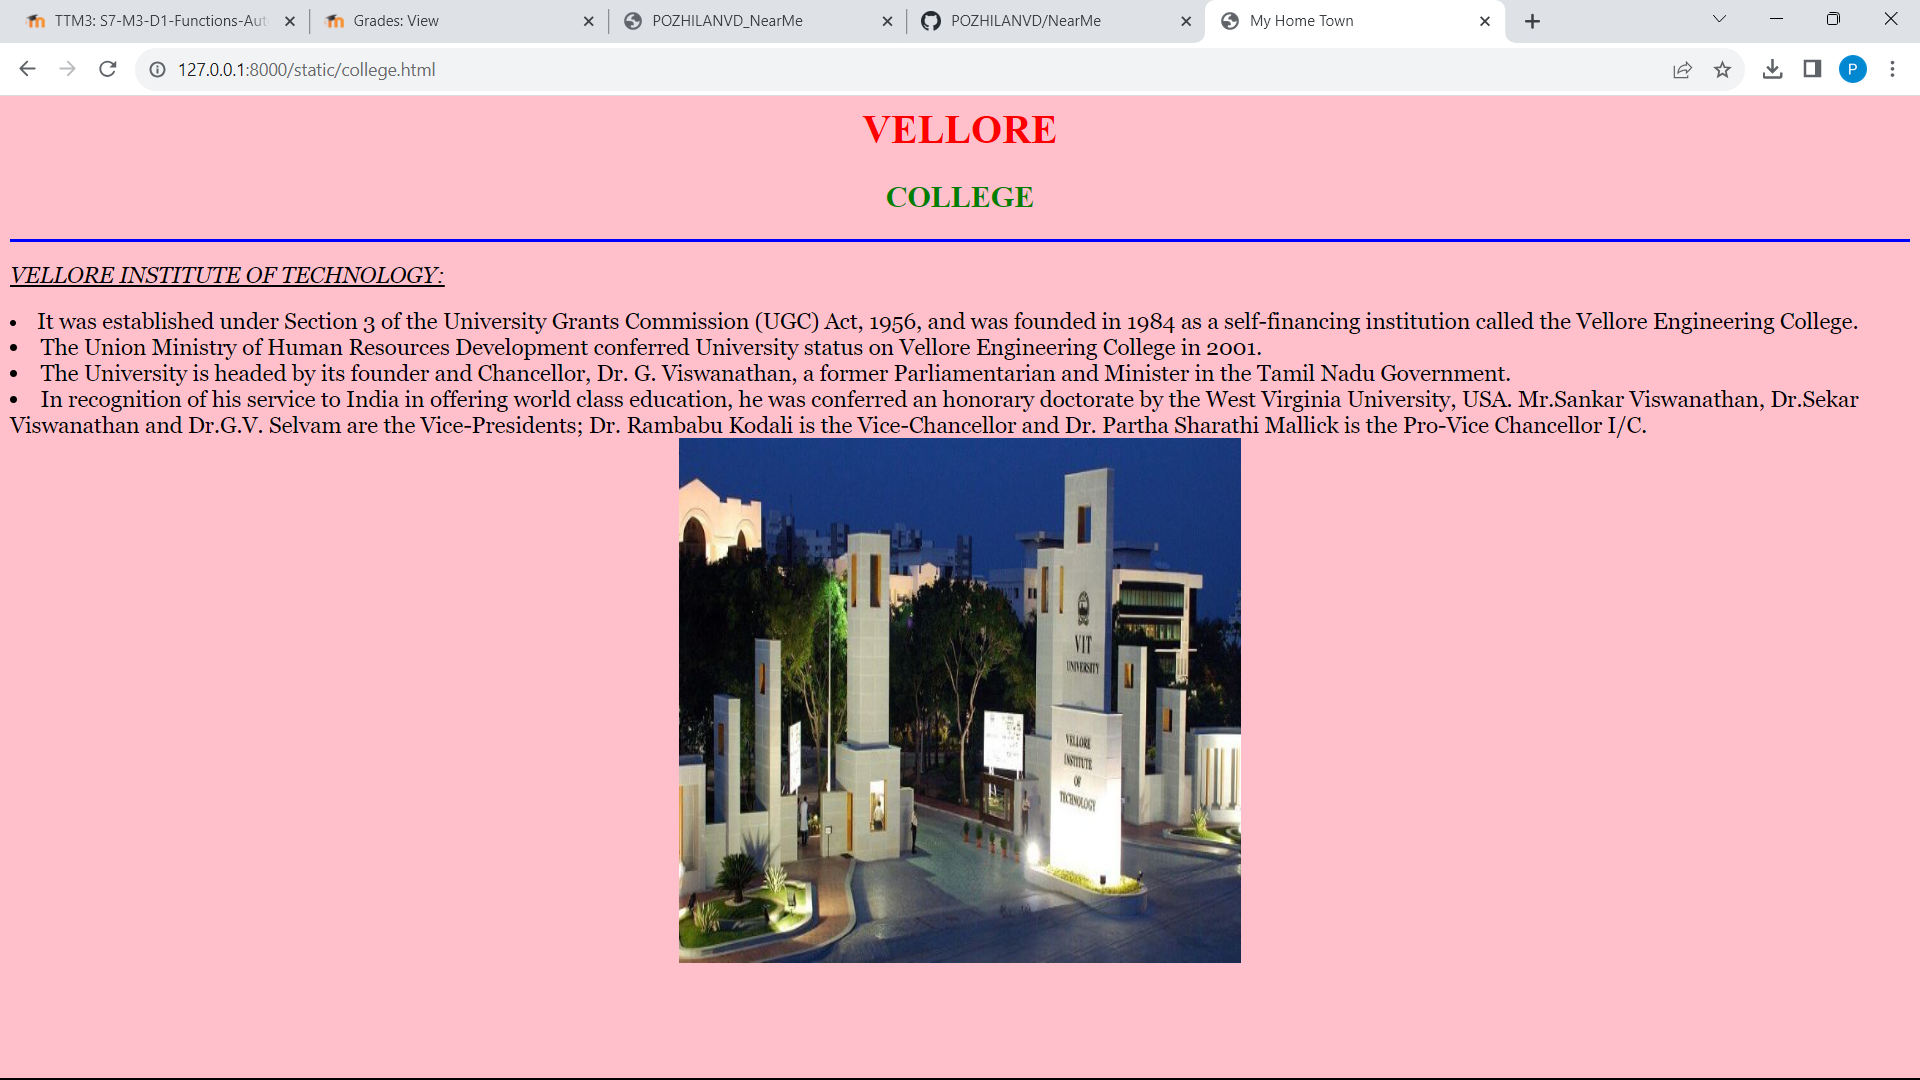 TTM3: S7-M3-D1-Functions-Aut
Grades: View
POZHILANVD_NearMe
POZHILANVD/NearMe
My Home Town
127.0.0.1:8000/static/college.html
P
VELLORE
COLLEGE
VELLORE INSTITUTE OF TECHNOLOGY:
• It was established under Section 3 of the University Grants Commission (UGC) Act, 1956, and was founded in 1984 as a self-financing institution called the Vellore Engineering College.
• The Union Ministry of Human Resources Development conferred University status on Vellore Engineering College in 2001.
• The University is headed by its founder and Chancellor, Dr. G. Viswanathan, a former Parliamentarian and Minister in the Tamil Nadu Government.
• In recognition of his service to India in offering world class education, he was conferred an honorary doctorate by the West Virginia University, USA. Mr.Sankar Viswanathan, Dr.Sekar
Viswanathan and Dr.G.V. Selvam are the Vice-Presidents; Dr. Rambabu Kodali is the Vice-Chancellor and Dr. Partha Sharathi Mallick is the Pro-Vice Chancellor I/C.
VIT
UNIVERSITY
VELLORE
INSTITUTE
OF
TECHNOLOGY